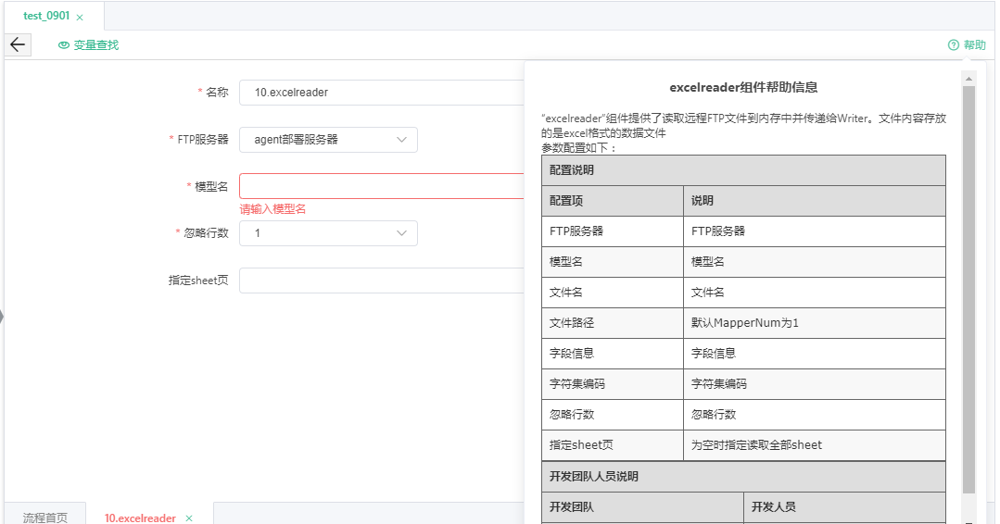 test_0901 ×
变量查找
帮助
* 名称 10.excelreader
* FTP服务器 agent部署服务器
* 模型名
请输入模型名
* 忽略行数 1
指定sheet页
excelreader组件帮助信息
“excelreader”组件提供了读取远程FTP文件到内存中并传递给Writer。文件内容存放
的是excel格式的数据文件
参数配置如下：
配置说明
配置项 说明
FTP服务器 FTP服务器
模型名 模型名
文件名 文件名
文件路径 默认MapperNum为1
字段信息 字段信息
字符集编码 字符集编码
忽略行数 忽略行数
指定sheet页 为空时指定读取全部sheet
开发团队人员说明
开发团队 开发人员
流程首页 10.excelreader ×